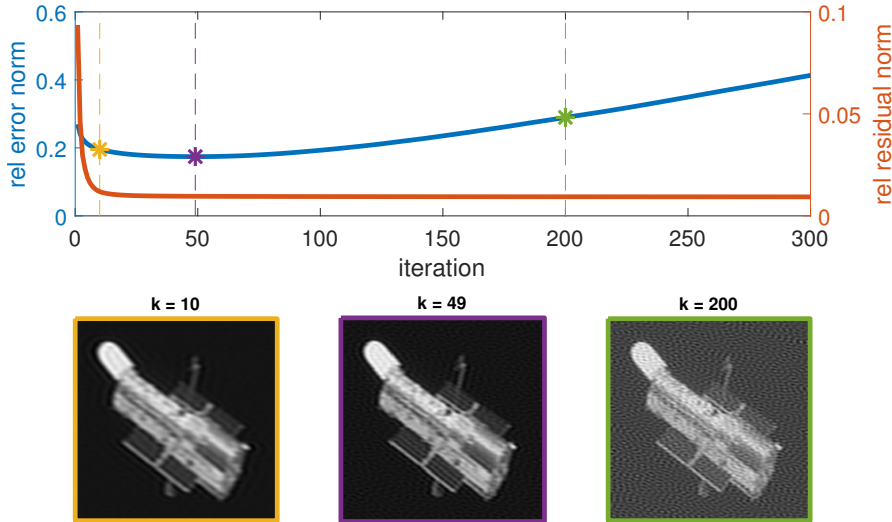 0.6
0.4
0.2
0
rel error norm
0.1
0.05
0
rel residual norm
0 50 100 150 200 250 300
iteration
k = 10 k = 49 k = 200